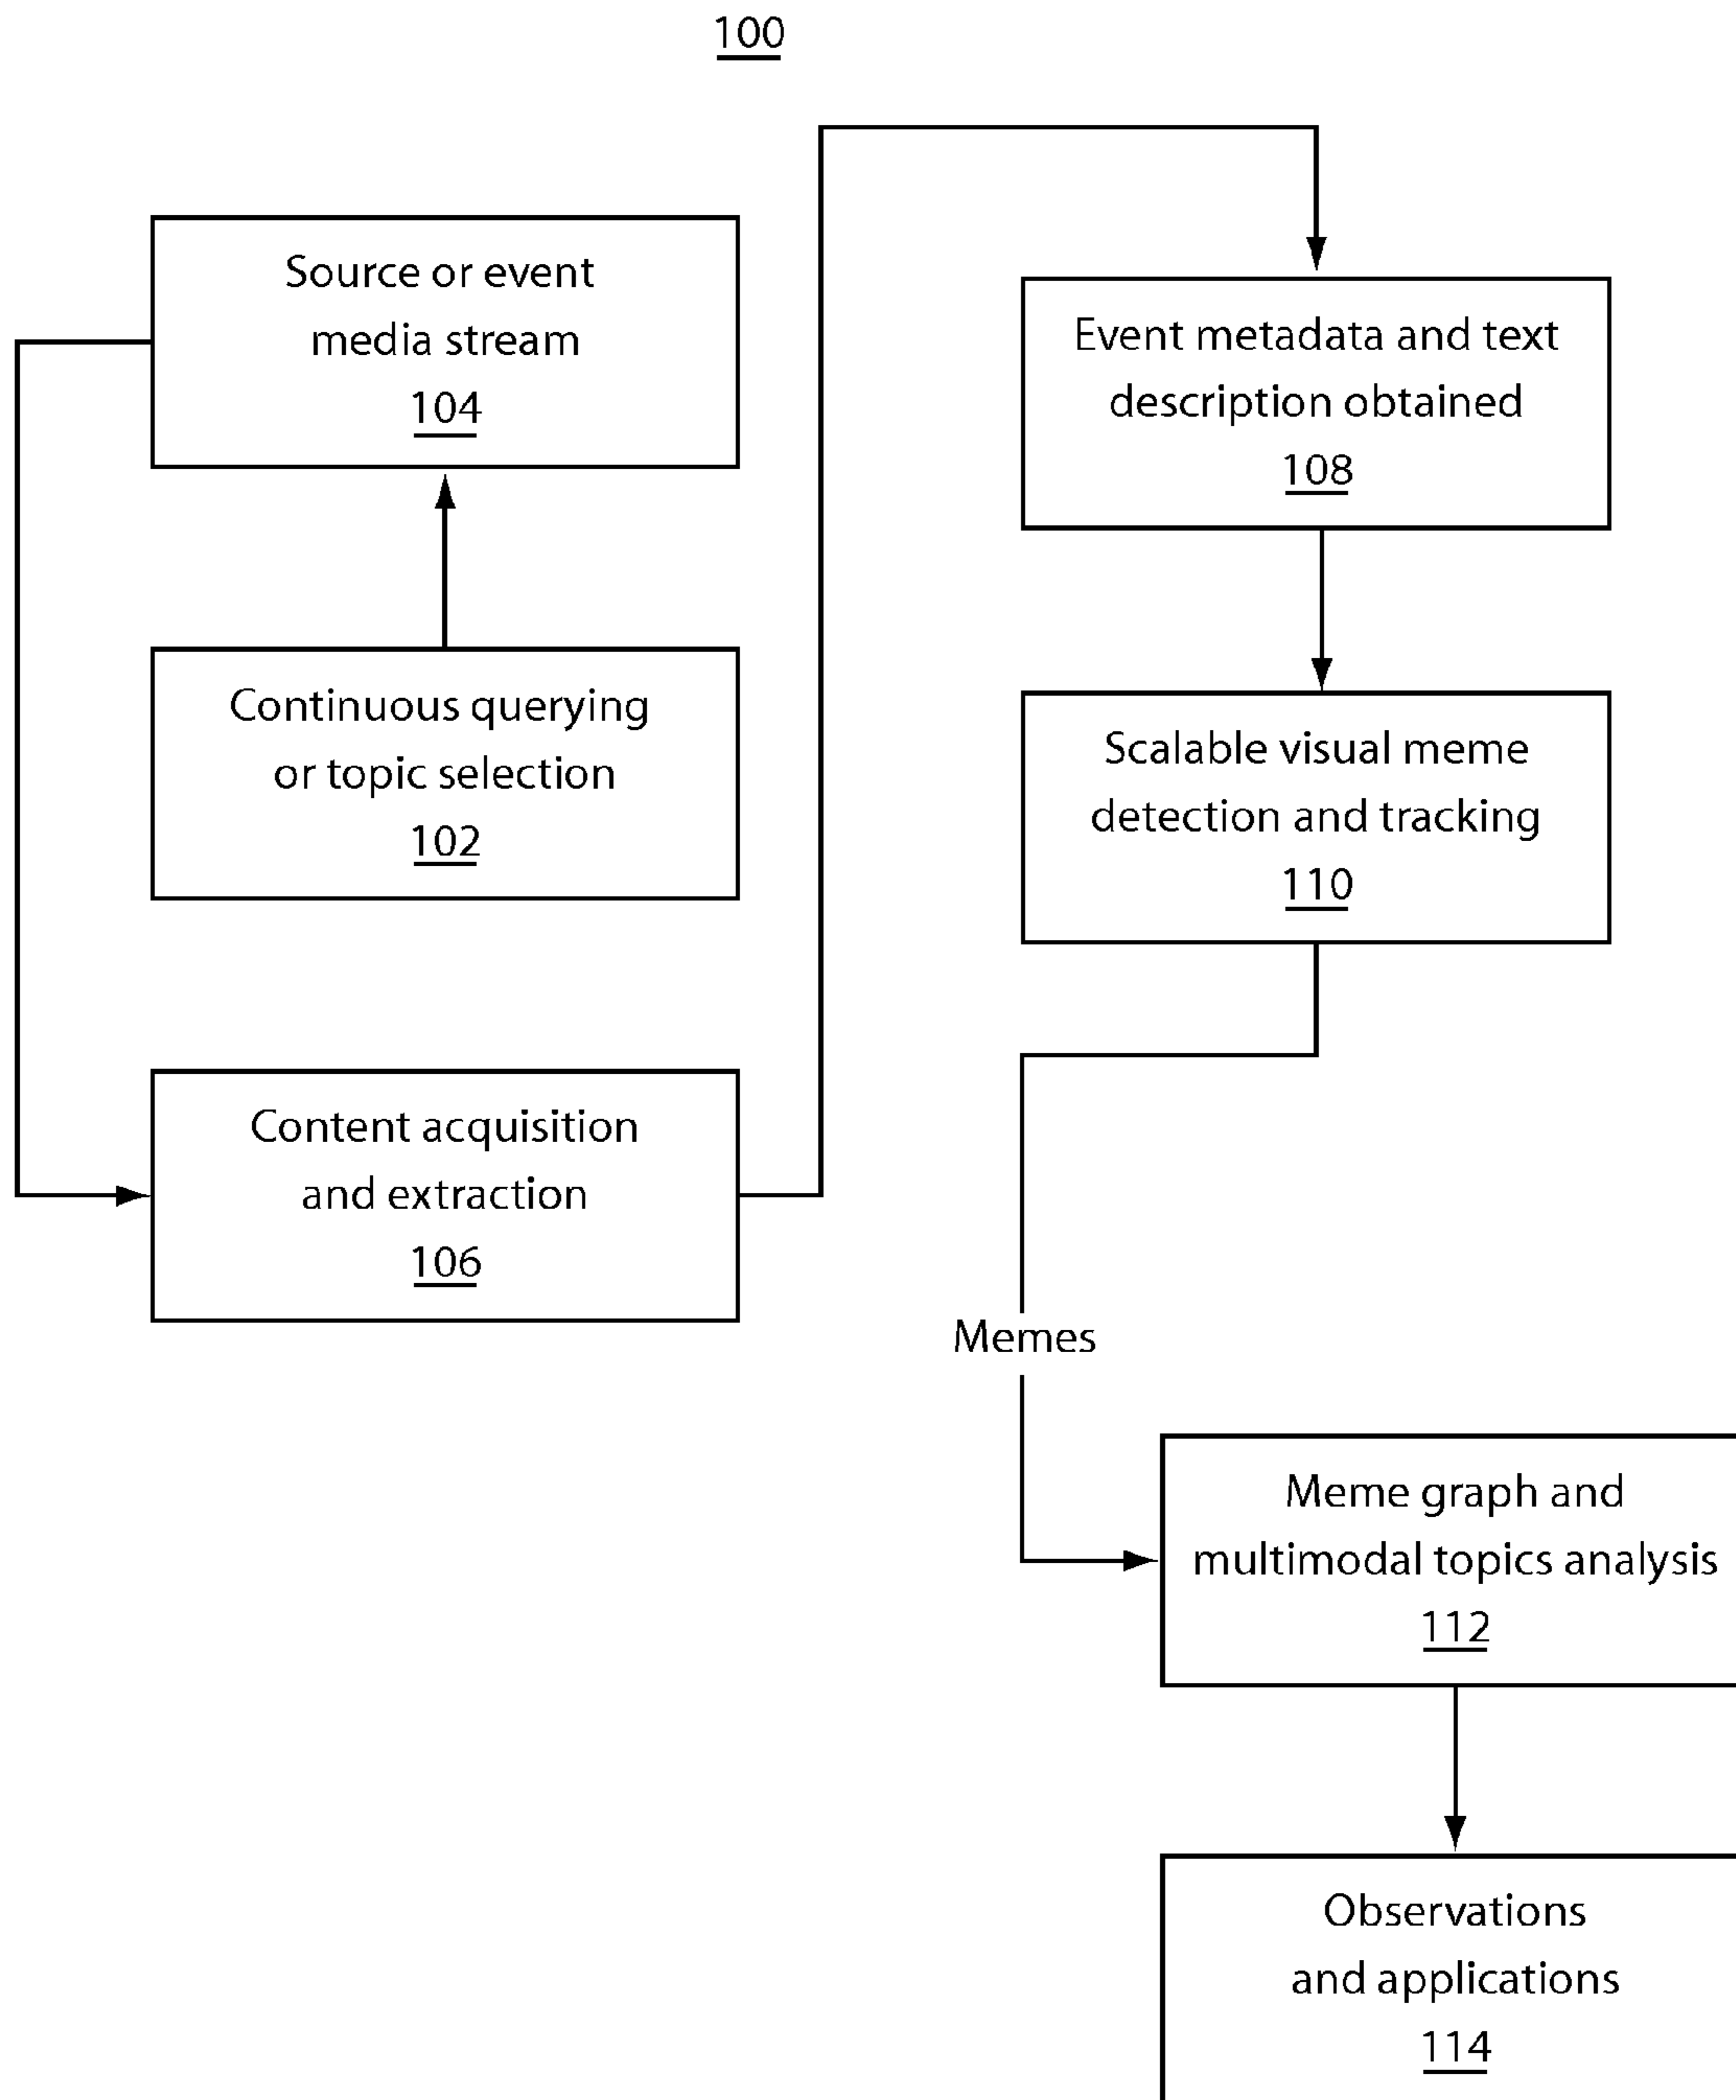 100
Source or event
media stream
104
Continuous querying
or topic selection
102
Content acquisition
and extraction
106
Event metadata and text
description obtained
108
Scalable visual meme
detection and tracking
110
Memes
Meme graph and
multimodal topics analysis
112
Observations
and applications
114